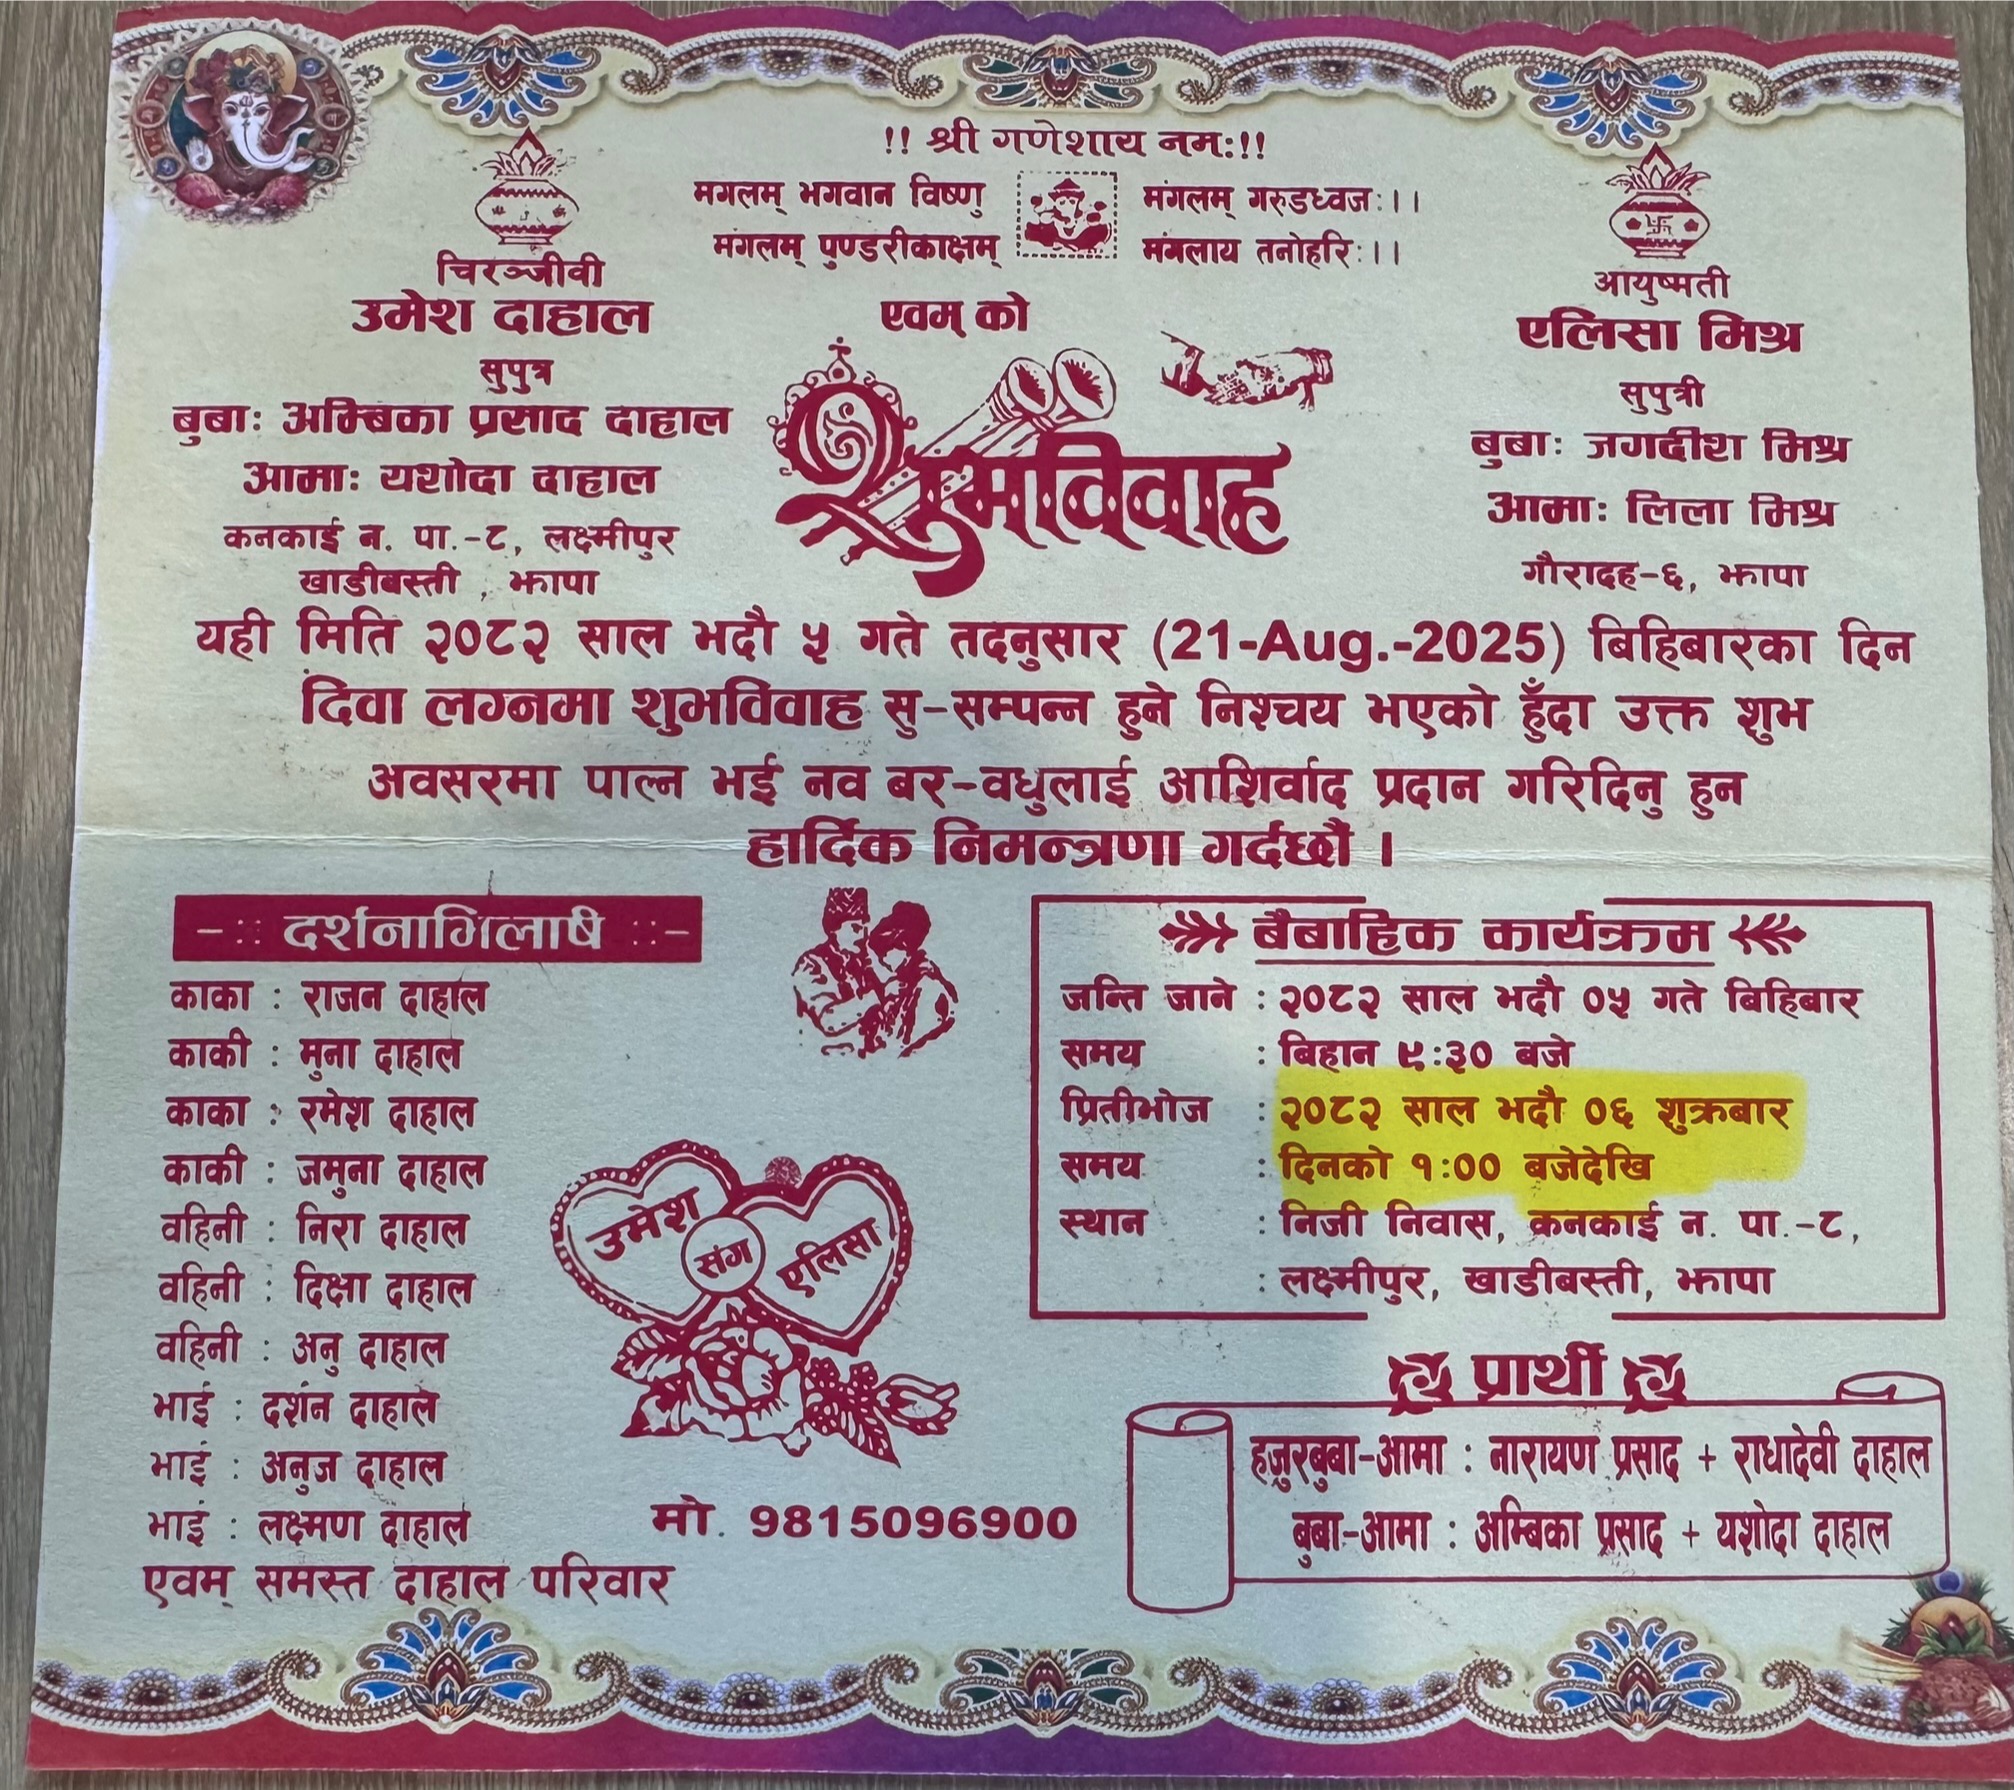 !! श्री गणेशाय नम:!!
मगलम् भगवान विष्णु मंगलम् गरुडध्वज:।।
मंगलम् पुण्डरीकाक्षम् मंगलाय तनोहरि:।।
चिरञ्जीवी
उमेश दाहाल
सुपुत्र
बुबा: अम्बिका प्रसाद दाहाल
आमा: यशोदा दाहाल
कनकाई न. पा.-८, लक्ष्मीपुर
खाडीबस्ती , झापा
एवम् को
शुभविवाह
आयुष्मती
एलिसा मिश्र
सुपुत्री
बुबा: जगदीश मिश्र
आमा: लिला मिश्र
गौरादह-६, झापा
यही मिति २०८२ साल भदौ ५ गते तदनुसार (21-Aug.-2025) बिहिबारका दिन
दिवा लग्नमा शुभविवाह सु-सम्पन्न हुने निश्चय भएको हुँदा उक्त शुभ
अवसरमा पाल्न भई नव बर-वधुलाई आशिर्वाद प्रदान गरिदिनु हुन
हार्दिक निमन्त्रणा गर्दछौं ।
-:: दर्शनाभिलाषी ::-
काका : राजन दाहाल
काकी : मुना दाहाल
काका : रमेश दाहाल
काकी : जमुना दाहाल
वहिनी : निरा दाहाल
वहिनी : दिक्षा दाहाल
वहिनी : अनु दाहाल
भाई : दर्शन दाहाल
भाई : अनुज दाहाल
भाई : लक्ष्मण दाहाल
एवम् समस्त दाहाल परिवार
उमेश संग एलिसा
मो. 9815096900
बैबाहिक कार्यक्रम
जन्ति जाने : २०८२ साल भदौ ०५ गते बिहिबार
समय : बिहान ९:३० बजे
प्रितीभोज : २०८२ साल भदौ ०६ शुक्रबार
समय : दिनको १:०० बजेदेखि
स्थान : निजी निवास, कनकाई न. पा.-८,
: लक्ष्मीपुर, खाडीबस्ती, झापा
प्रार्थी
हजुरबुबा-आमा : नारायण प्रसाद + राधादेवी दाहाल
बुबा-आमा : अम्बिका प्रसाद + यशोदा दाहाल